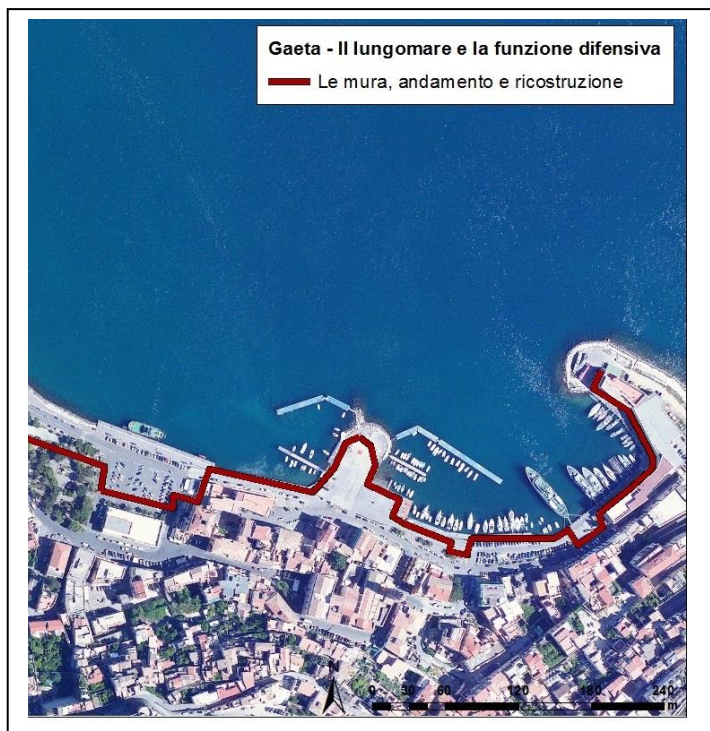 Gaeta - Il lungomare e la funzione difensiva
Le mura, andamento e ricostruzione
N
0 30 60 120 180 240
m